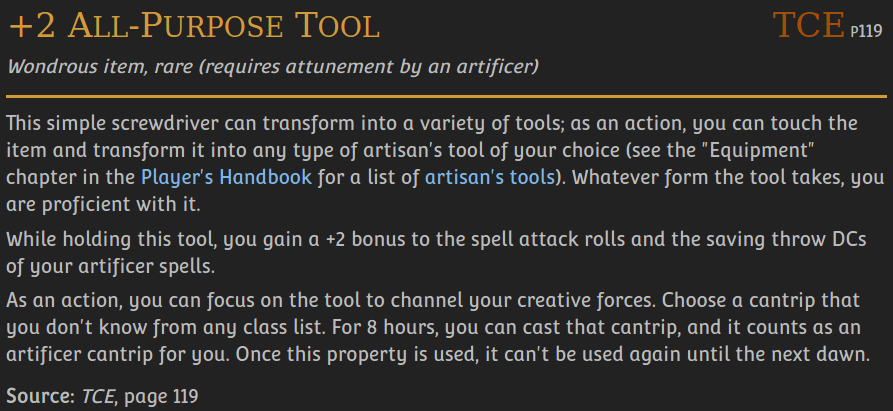 +2 All-Purpose Tool TCE P119
Wondrous item, rare (requires attunement by an artificer)
This simple screwdriver can transform into a variety of tools; as an action, you can touch the
item and transform it into any type of artisan's tool of your choice (see the "Equipment"
chapter in the Player's Handbook for a list of artisan's tools). Whatever form the tool takes, you
are proficient with it.
While holding this tool, you gain a +2 bonus to the spell attack rolls and the saving throw DCs
of your artificer spells.
As an action, you can focus on the tool to channel your creative forces. Choose a cantrip that
you don't know from any class list. For 8 hours, you can cast that cantrip, and it counts as an
artificer cantrip for you. Once this property is used, it can't be used again until the next dawn.
Source: TCE, page 119